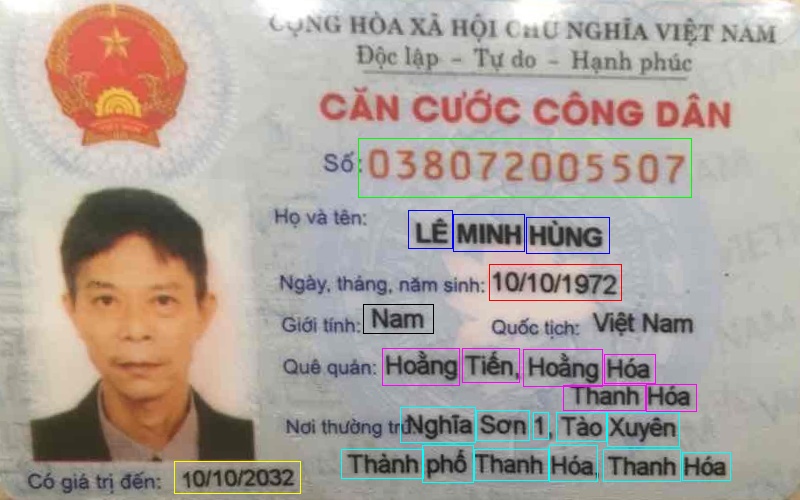 CỘNG HÒA XÃ HỘI CHỦ NGHĨA VIỆT NAM
Độc lập - Tự do - Hạnh phúc
CĂN CƯỚC CÔNG DÂN
Số: 038072005507
Họ và tên: LÊ MINH HÙNG
Ngày, tháng, năm sinh: 10/10/1972
Giới tính: Nam Quốc tịch: Việt Nam
Quê quán: Hoằng Tiến, Hoằng Hóa
Thanh Hóa
Nơi thường trú: Nghĩa Sơn 1, Tào Xuyên
Thành phố Thanh Hóa, Thanh Hóa
Có giá trị đến: 10/10/2032